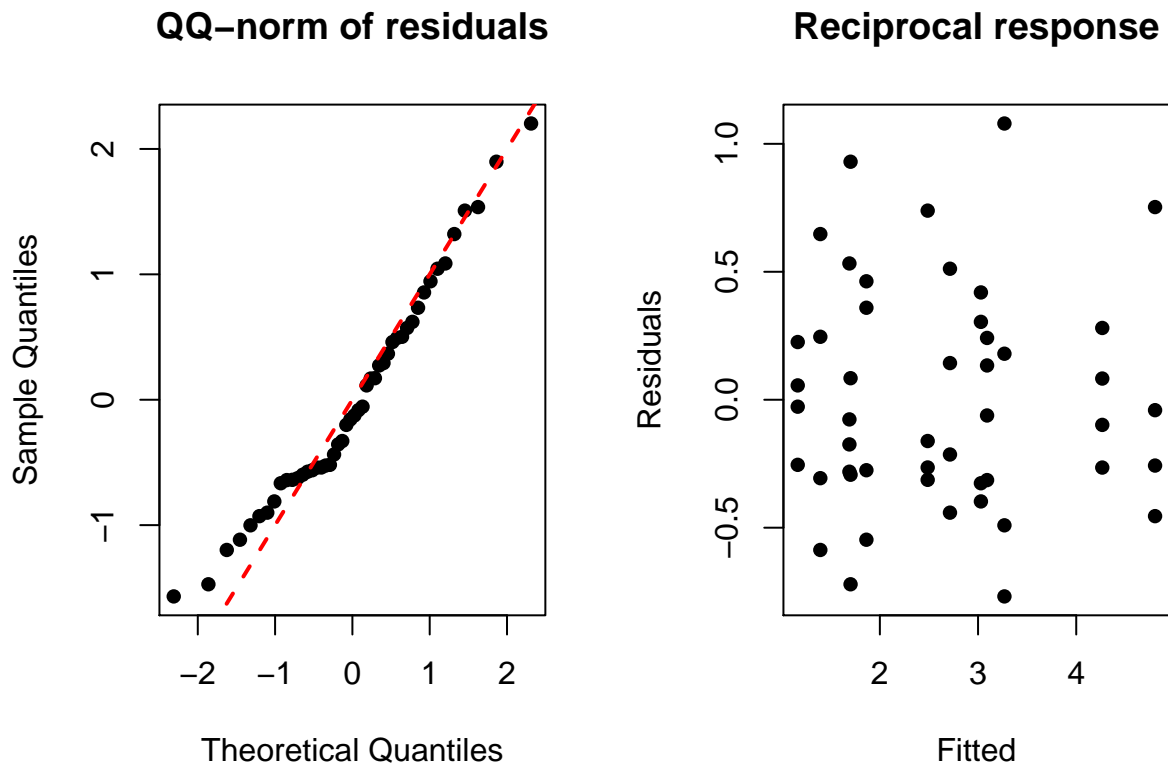 QQ−norm of residuals
Sample Quantiles
2
1
0
−1
−2
−1
0
1
2
Theoretical Quantiles
Reciprocal response
Residuals
1.0
0.5
0.0
−0.5
2
3
4
Fitted